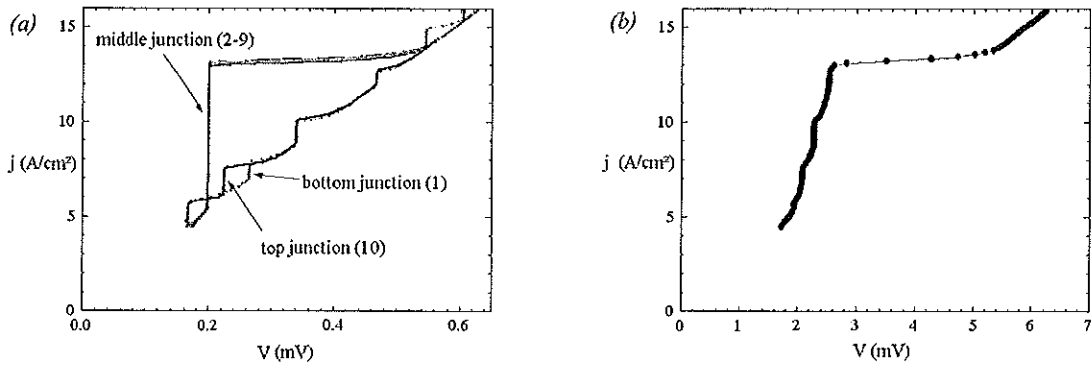 (a)
15
10
5
0
j (A/cm²)
middle junction (2-9)
bottom junction (1)
top junction (10)
0.0 0.2 0.4 0.6
V (mV)
(b)
15
10
5
0
j (A/cm²)
0 1 2 3 4 5 6 7
V (mV)